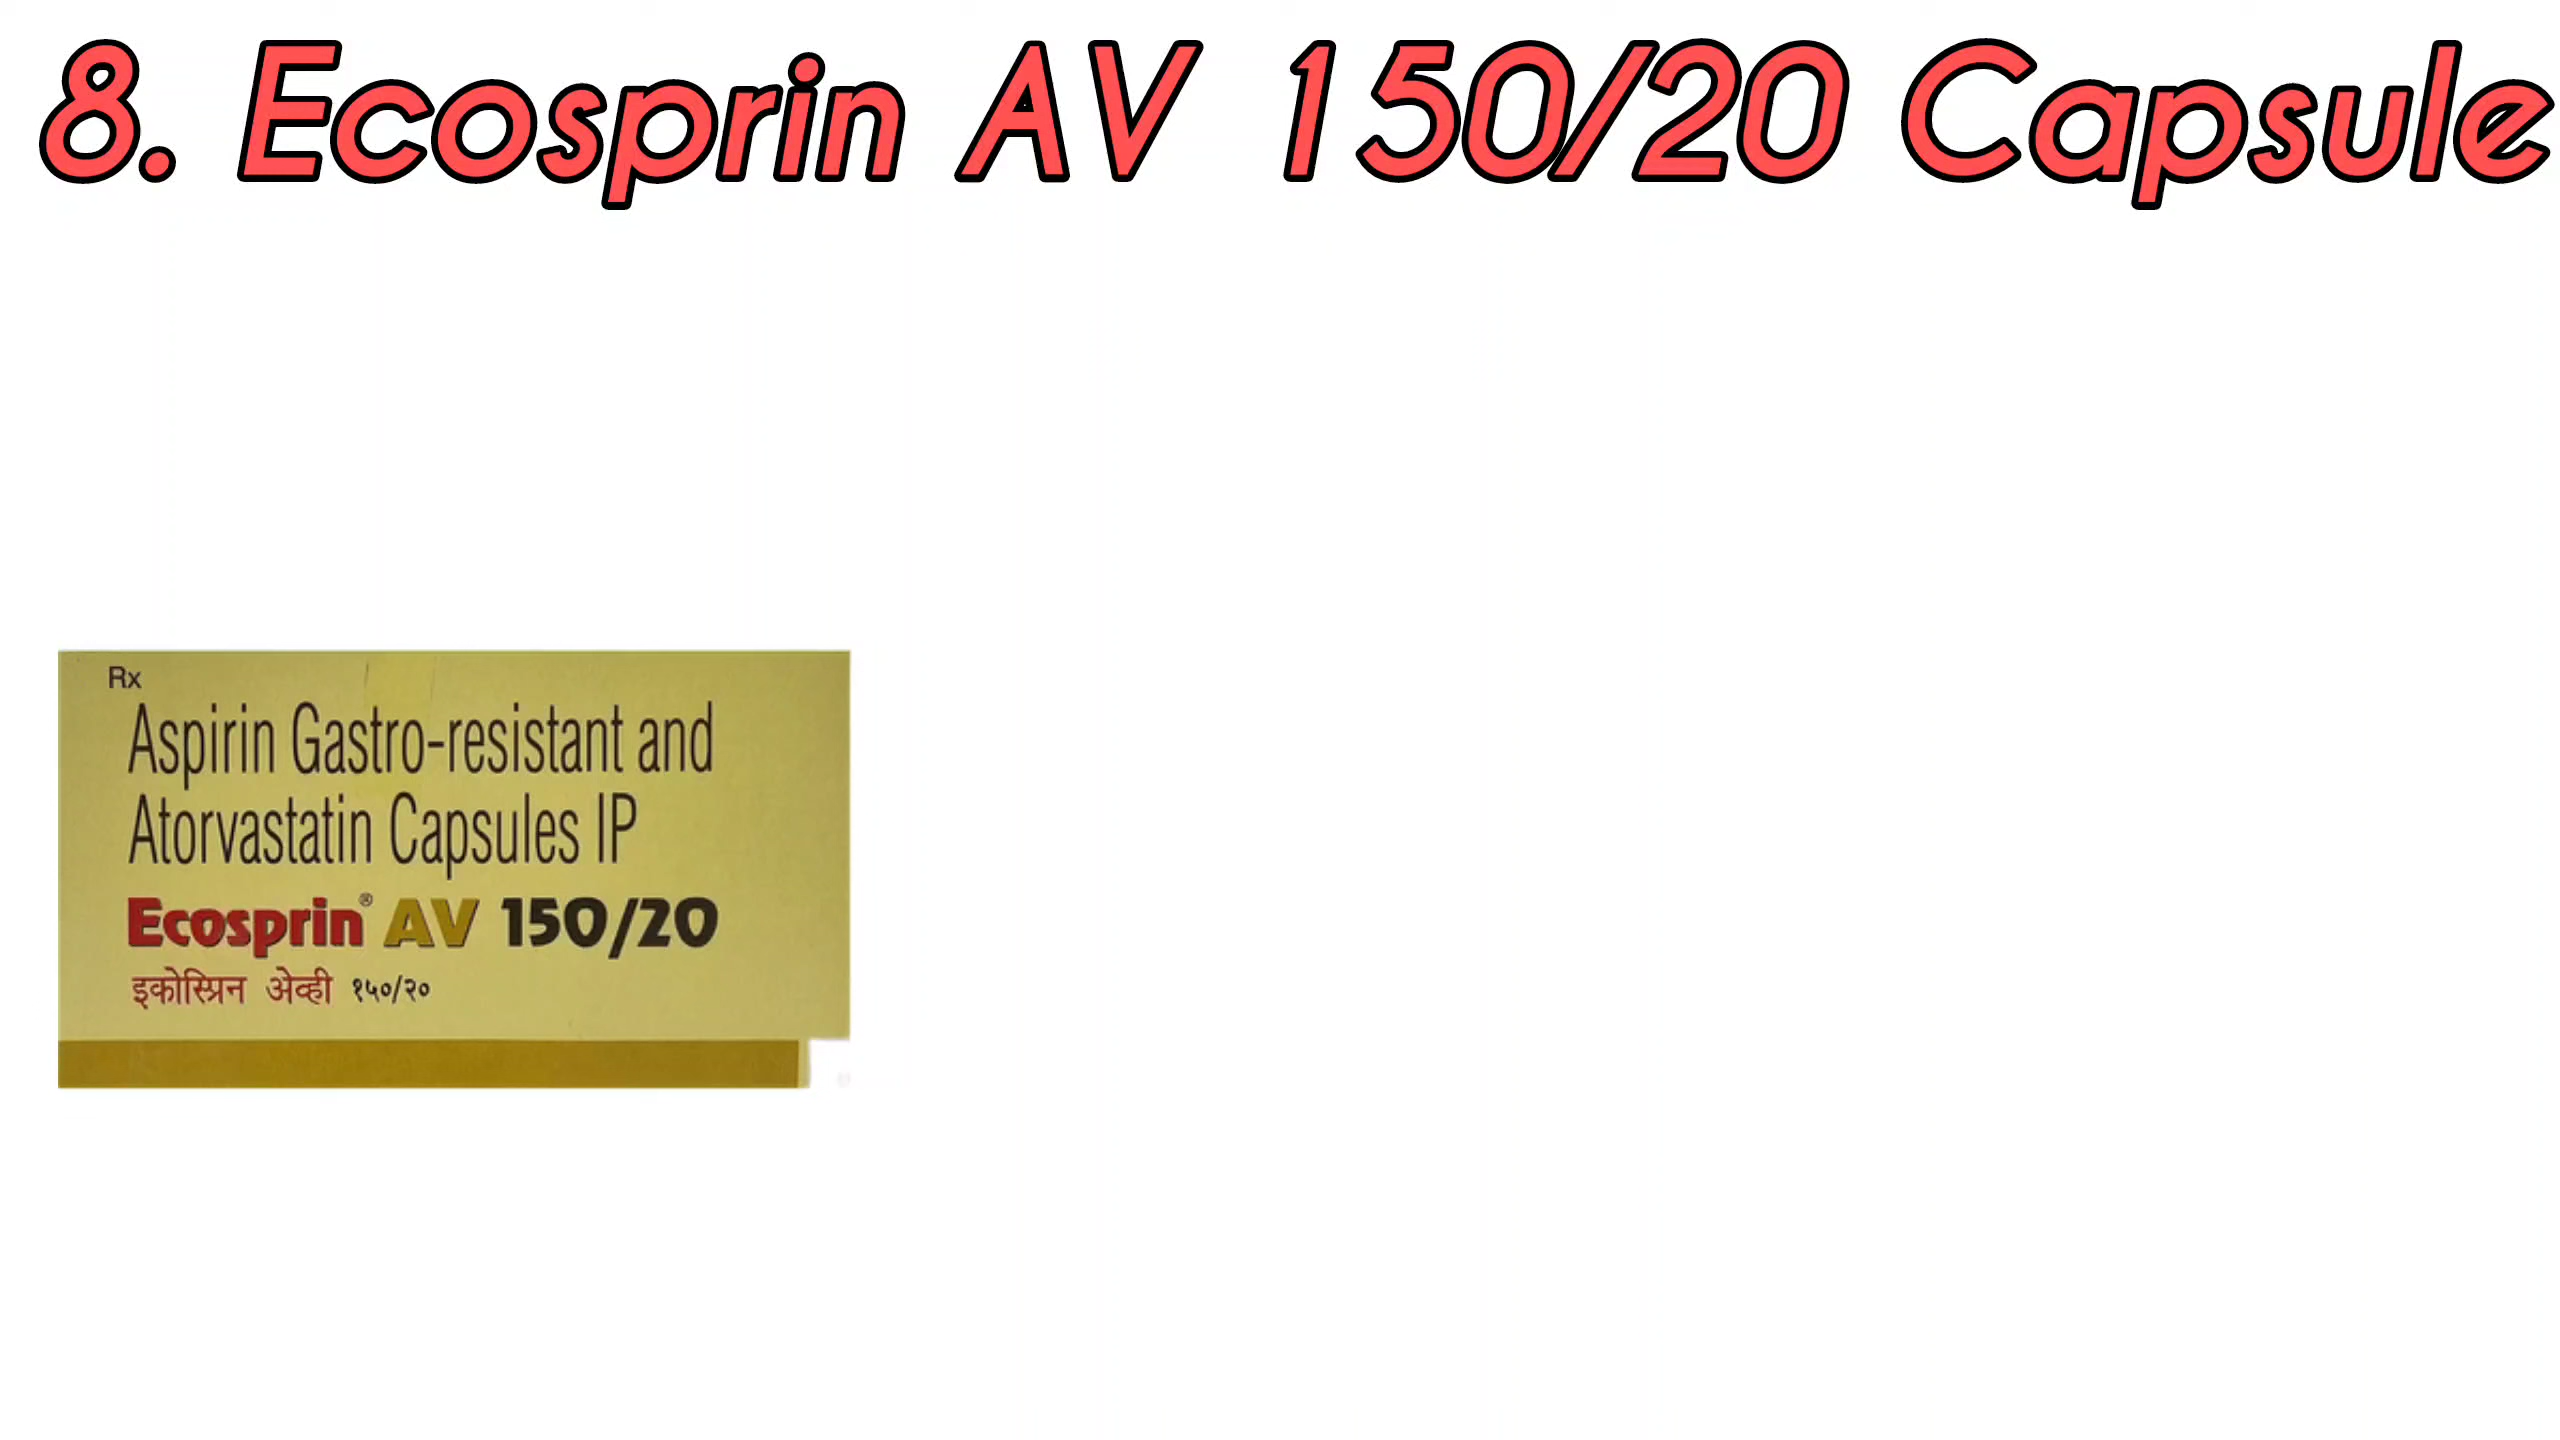 8. Ecosprin AV 150/20 Capsule
Rx
Aspirin Gastro-resistant and
Atorvastatin Capsules IP
Ecosprin® AV 150/20
इकोस्प्रिन अेव्ही १५०/२०